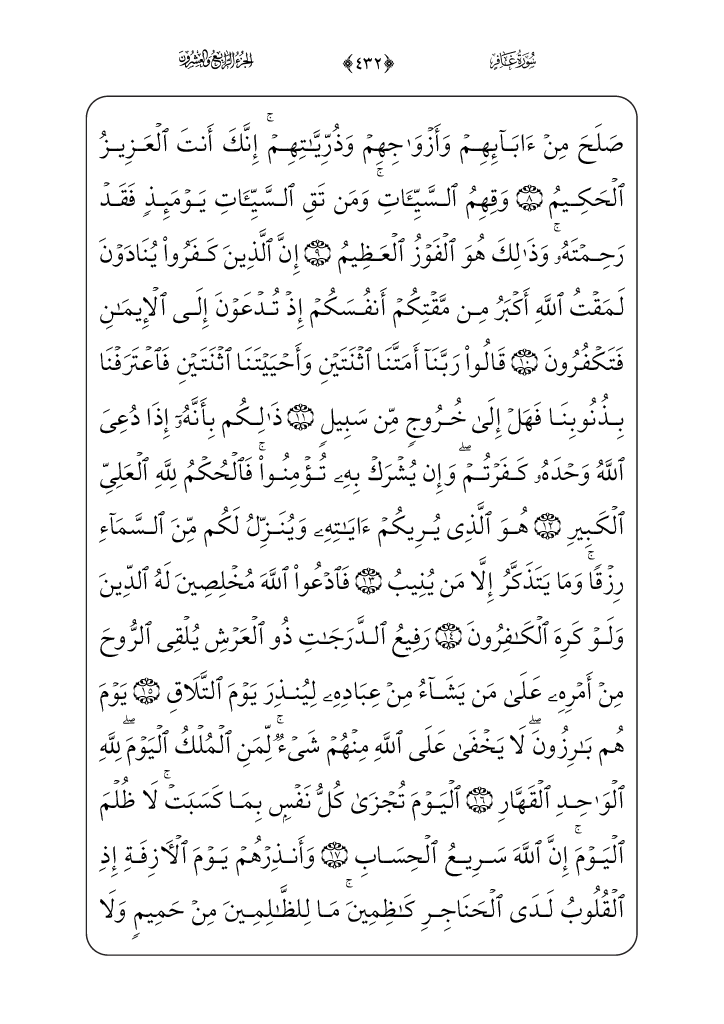 سُورَةُ غَافِرٍ ﴿٤٣٢﴾ الجزء الرابع والعشرون
صَلَحَ مِنۡ ءَابَآئِهِمۡ وَأَزۡوَٰجِهِمۡ وَذُرِّيَّٰتِهِمۡۚ إِنَّكَ أَنتَ ٱلۡعَزِيزُ
ٱلۡحَكِيمُ ٨ وَقِهِمُ ٱلسَّيِّـَٔاتِۚ وَمَن تَقِ ٱلسَّيِّـَٔاتِ يَوۡمَئِذٖ فَقَدۡ
رَحِمۡتَهُۥۚ وَذَٰلِكَ هُوَ ٱلۡفَوۡزُ ٱلۡعَظِيمُ ٩ إِنَّ ٱلَّذِينَ كَفَرُواْ يُنَادَوۡنَ
لَمَقۡتُ ٱللَّهِ أَكۡبَرُ مِن مَّقۡتِكُمۡ أَنفُسَكُمۡ إِذۡ تُدۡعَوۡنَ إِلَى ٱلۡإِيمَٰنِ
فَتَكۡفُرُونَ ١٠ قَالُواْ رَبَّنَآ أَمَتَّنَا ٱثۡنَتَيۡنِ وَأَحۡيَيۡتَنَا ٱثۡنَتَيۡنِ فَٱعۡتَرَفۡنَا
بِذُنُوبِنَا فَهَلۡ إِلَىٰ خُرُوجٖ مِّن سَبِيلٖ ١١ ذَٰلِكُم بِأَنَّهُۥٓ إِذَا دُعِيَ
ٱللَّهُ وَحۡدَهُۥ كَفَرۡتُمۡۖ وَإِن يُشۡرَكۡ بِهِۦ تُؤۡمِنُواْۚ فَٱلۡحُكۡمُ لِلَّهِ ٱلۡعَلِيِّ
ٱلۡكَبِيرِ ١٢ هُوَ ٱلَّذِي يُرِيكُمۡ ءَايَٰتِهِۦ وَيُنَزِّلُ لَكُم مِّنَ ٱلسَّمَآءِ
رِزۡقٗاۚ وَمَا يَتَذَكَّرُ إِلَّا مَن يُنِيبُ ١٣ فَٱدۡعُواْ ٱللَّهَ مُخۡلِصِينَ لَهُ ٱلدِّينَ
وَلَوۡ كَرِهَ ٱلۡكَٰفِرُونَ ١٤ رَفِيعُ ٱلدَّرَجَٰتِ ذُو ٱلۡعَرۡشِ يُلۡقِي ٱلرُّوحَ
مِنۡ أَمۡرِهِۦ عَلَىٰ مَن يَشَآءُ مِنۡ عِبَادِهِۦ لِيُنذِرَ يَوۡمَ ٱلتَّلَاقِ ١٥ يَوۡمَ
هُم بَٰرِزُونَۖ لَا يَخۡفَىٰ عَلَى ٱللَّهِ مِنۡهُمۡ شَيۡءٞۚ لِّمَنِ ٱلۡمُلۡكُ ٱلۡيَوۡمَۖ لِلَّهِ
ٱلۡوَٰحِدِ ٱلۡقَهَّارِ ١٦ ٱلۡيَوۡمَ تُجۡزَىٰ كُلُّ نَفۡسِۭ بِمَا كَسَبَتۡۚ لَا ظُلۡمَ
ٱلۡيَوۡمَۚ إِنَّ ٱللَّهَ سَرِيعُ ٱلۡحِسَابِ ١٧ وَأَنذِرۡهُمۡ يَوۡمَ ٱلۡأٓزِفَةِ إِذِ
ٱلۡقُلُوبُ لَدَى ٱلۡحَنَاجِرِ كَٰظِمِينَۚ مَا لِلظَّٰلِمِينَ مِنۡ حَمِيمٖ وَلَا